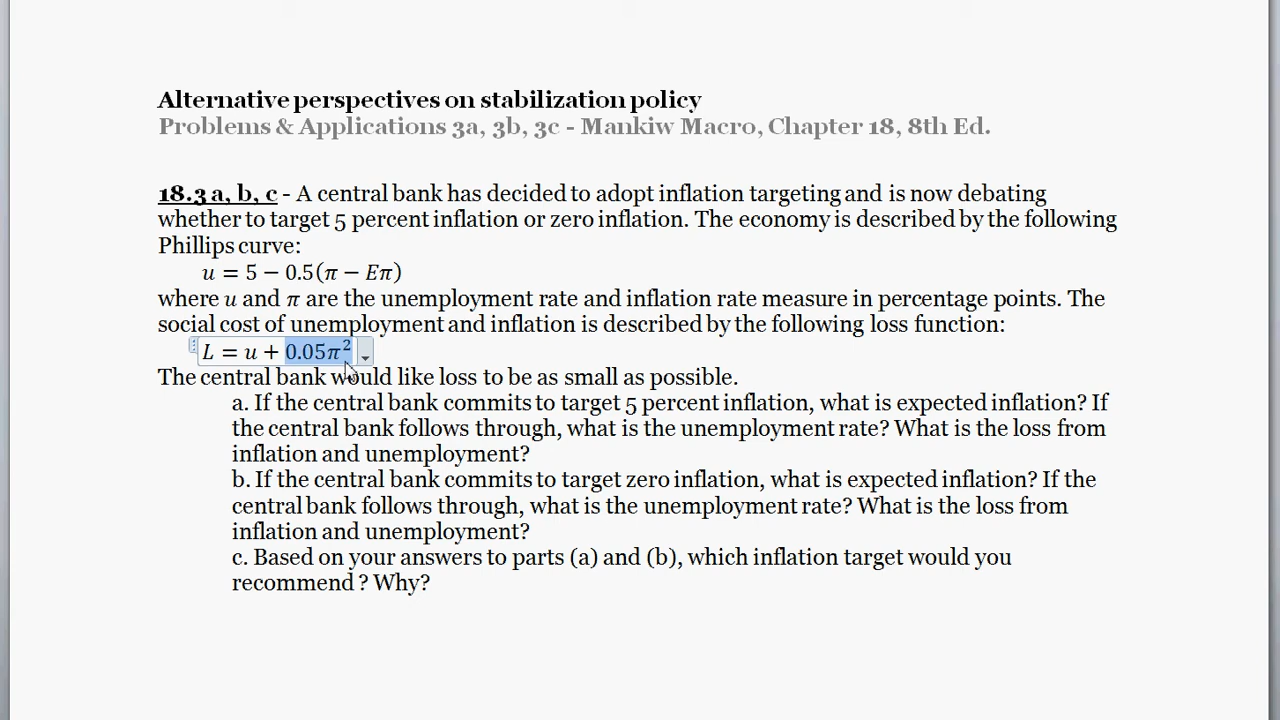 Alternative perspectives on stabilization policy
Problems & Applications 3a, 3b, 3c - Mankiw Macro, Chapter 18, 8th Ed.
18.3 a, b, c - A central bank has decided to adopt inflation targeting and is now debating
whether to target 5 percent inflation or zero inflation. The economy is described by the following
Phillips curve:
u = 5 − 0.5(π − Eπ)
where u and π are the unemployment rate and inflation rate measure in percentage points. The
social cost of unemployment and inflation is described by the following loss function:
L = u + 0.05π²
The central bank would like loss to be as small as possible.
a. If the central bank commits to target 5 percent inflation, what is expected inflation? If
the central bank follows through, what is the unemployment rate? What is the loss from
inflation and unemployment?
b. If the central bank commits to target zero inflation, what is expected inflation? If the
central bank follows through, what is the unemployment rate? What is the loss from
inflation and unemployment?
c. Based on your answers to parts (a) and (b), which inflation target would you
recommend ? Why?